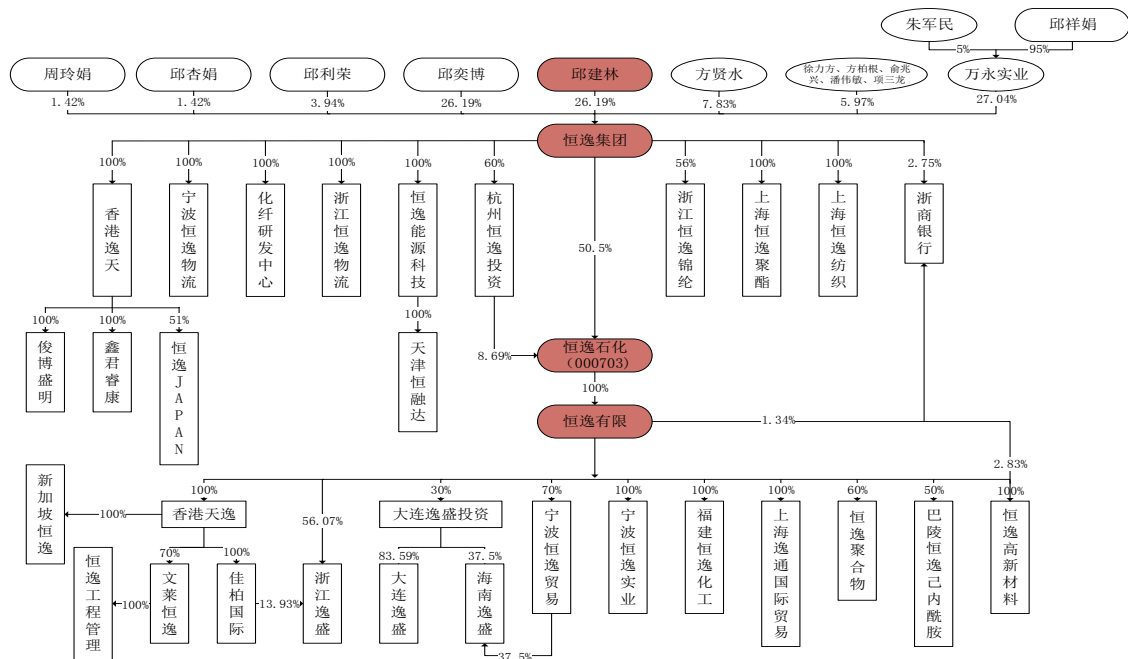 朱军民
邱祥娟
5%
95%
周玲娟
邱杏娟
邱利荣
邱奕博
邱建林
方贤水
徐力方、方柏根、俞兆
兴、潘伟敏、项三龙
万永实业
1.42%
1.42%
3.94%
26.19%
26.19%
7.83%
5.97%
27.04%
恒逸集团
100%
100%
100%
100%
100%
60%
56%
100%
100%
2.75%
香港逸天
宁波恒逸物流
化纤研发中心
浙江恒逸物流
恒逸能源科技
杭州恒逸投资
50.5%
浙江恒逸锦纶
上海恒逸聚酯
上海恒逸纺织
浙商银行
100%
100%
51%
100%
俊博盛明
鑫君睿康
恒逸JAPAN
天津恒融达
8.69%
恒逸石化
(000703)
100%
恒逸有限
1.34%
2.83%
新加坡恒逸
100%
100%
香港天逸
56.07%
30%
大连逸盛投资
70%
100%
100%
100%
60%
50%
100%
宁波恒逸贸易
宁波恒逸实业
福建恒逸化工
上海逸通国际贸易
恒逸聚合物
巴陵恒逸己内酰胺
恒逸高新材料
70%
100%
83.59%
37.5%
恒逸工程管理
100%
文莱恒逸
佳柏国际
13.93%
浙江逸盛
大连逸盛
海南逸盛
37.5%